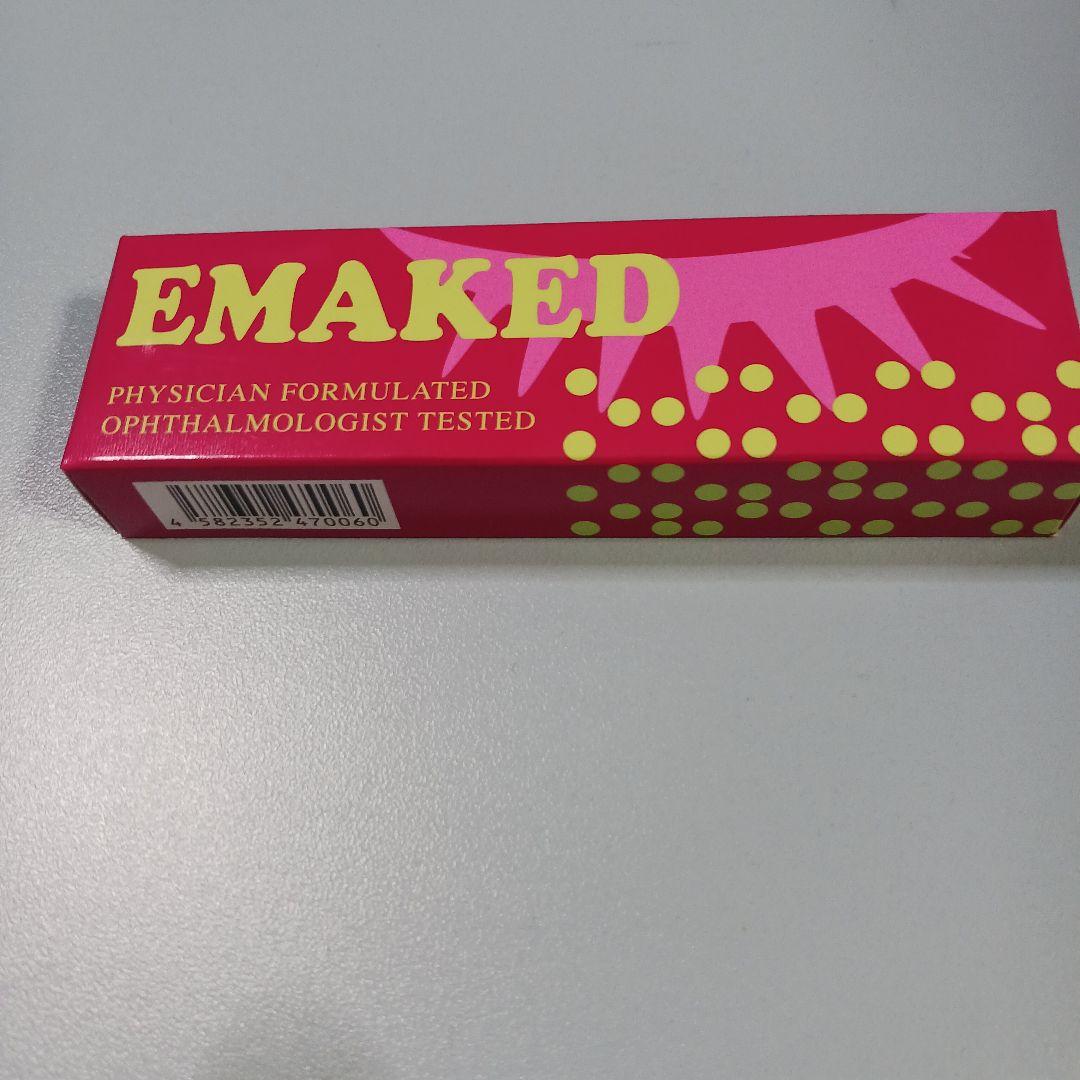 EMAKED
PHYSICIAN FORMULATED
OPHTHALMOLOGIST TESTED
4 582352 470060